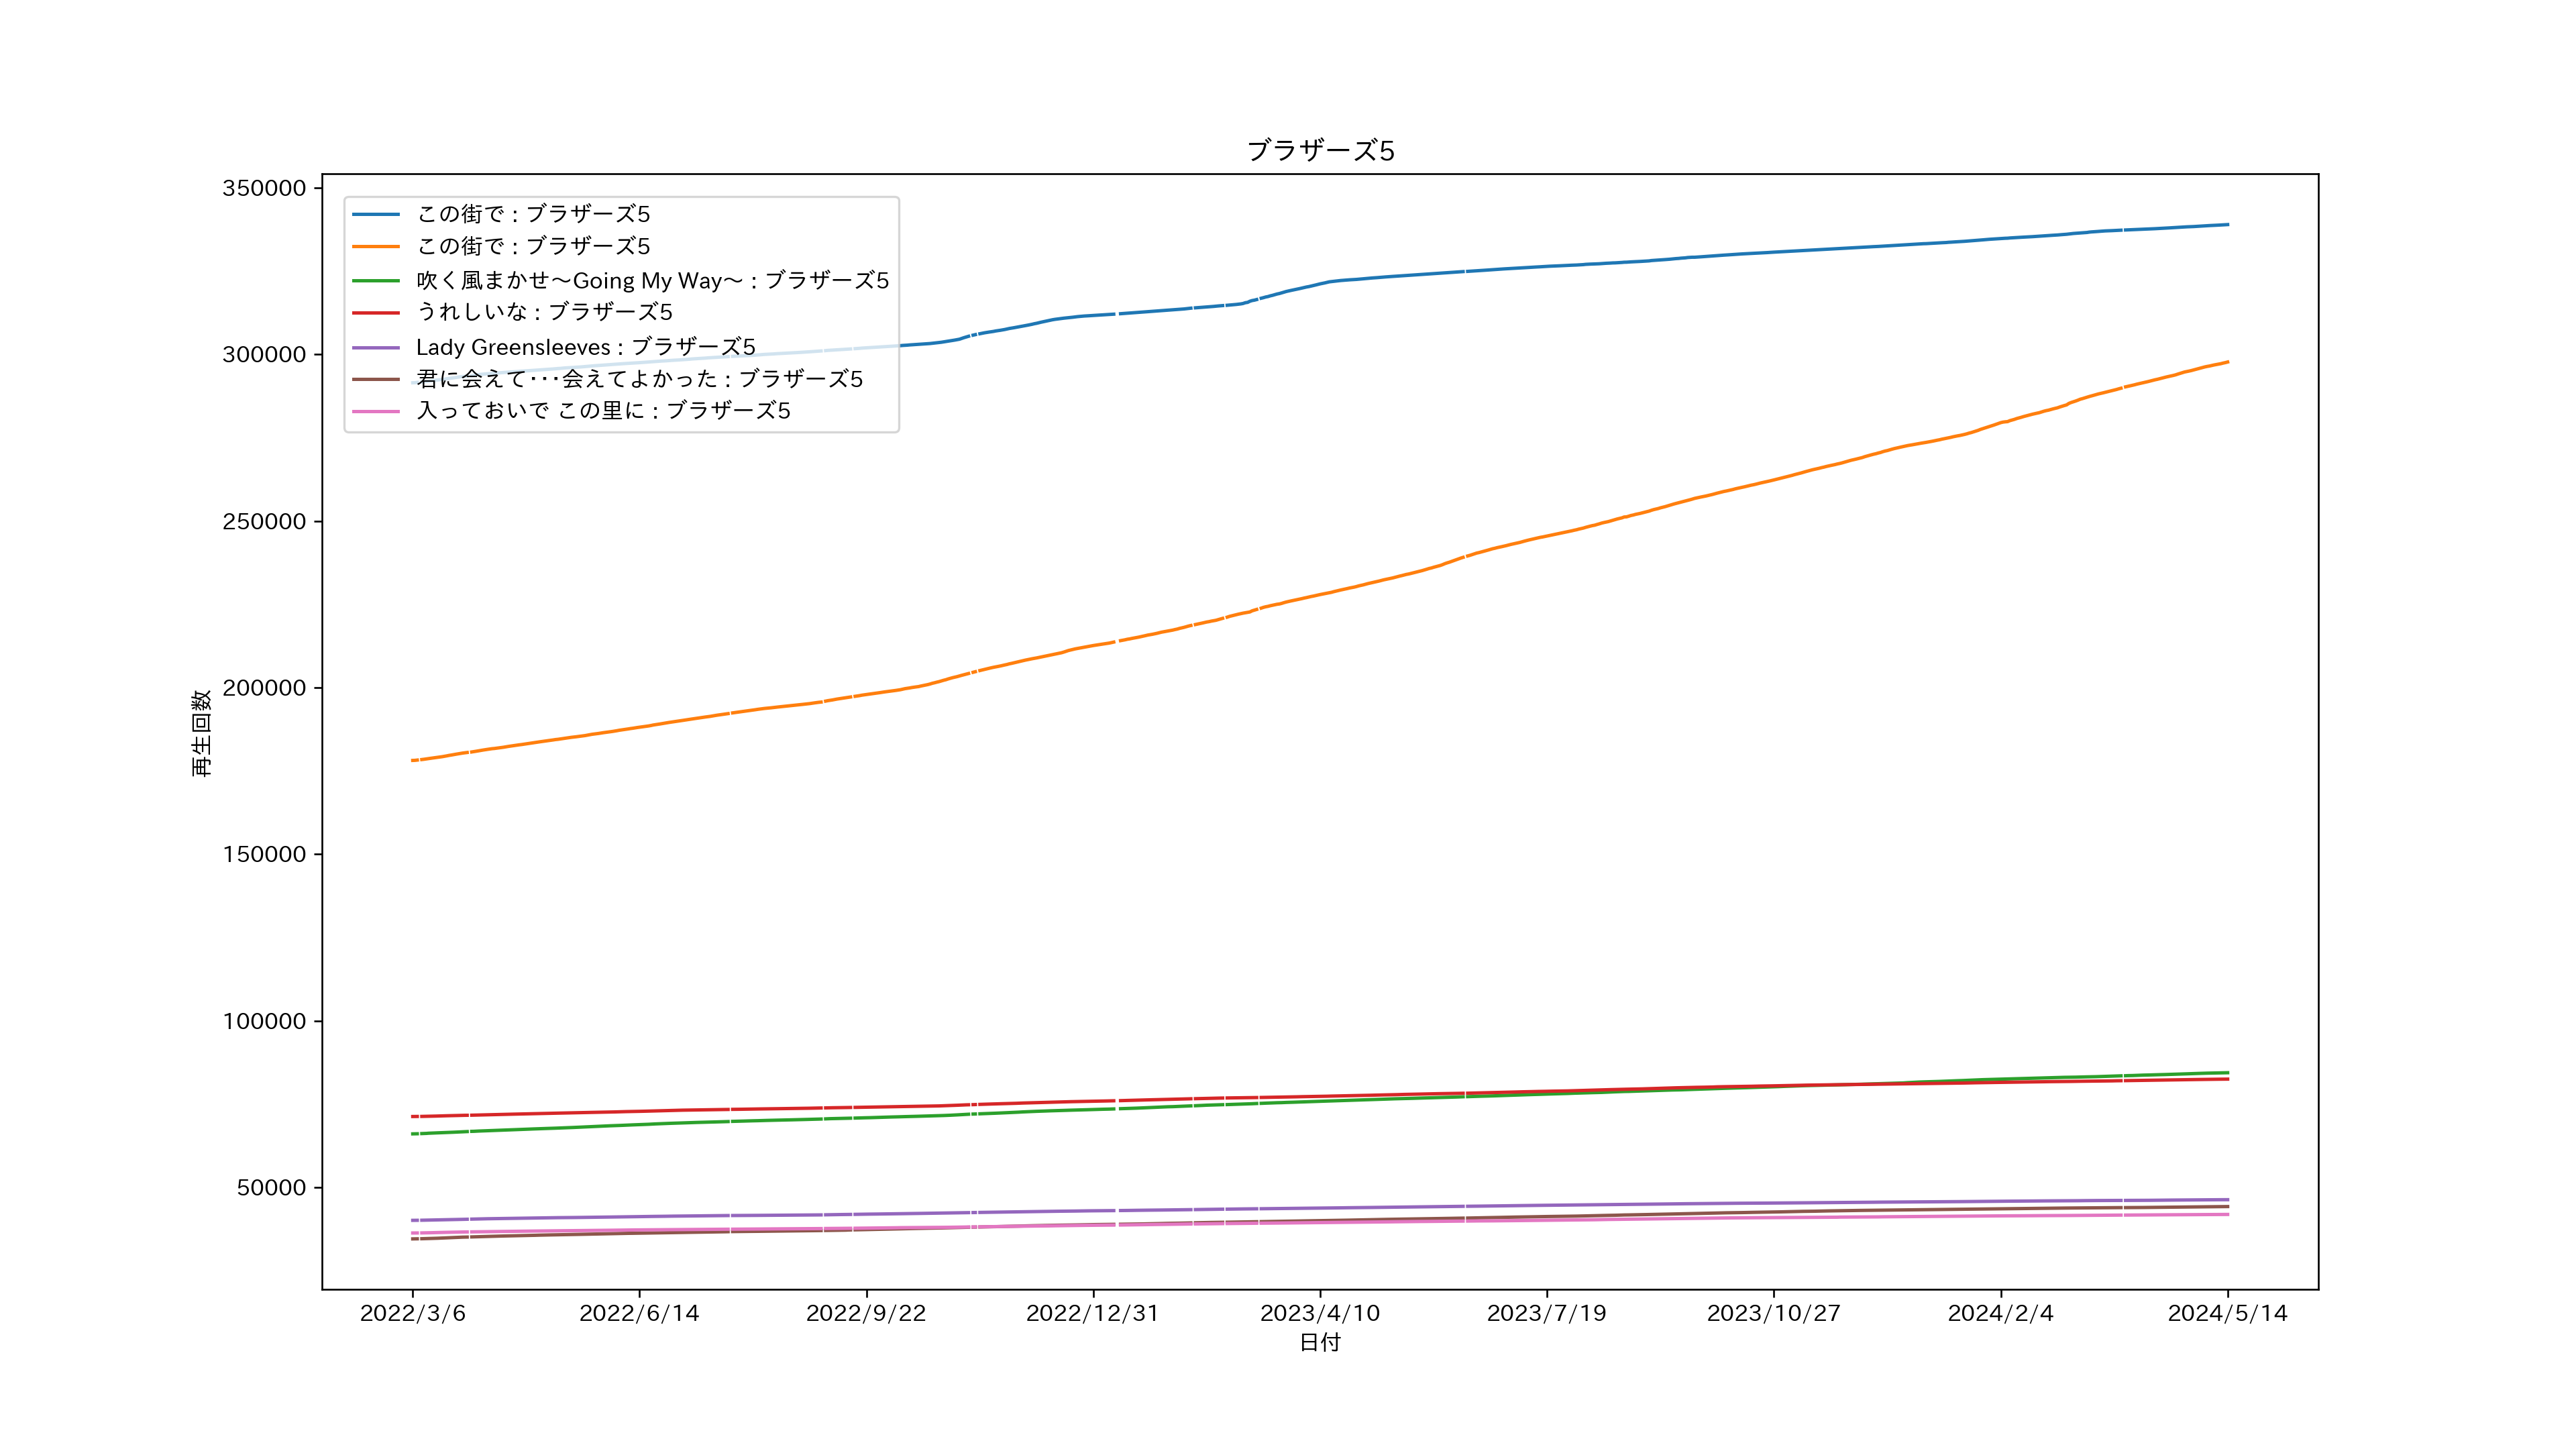 ブラザーズ5
350000
300000
250000
200000
150000
100000
50000
再生回数
この街で : ブラザーズ5
この街で : ブラザーズ5
吹く風まかせ〜Going My Way〜 : ブラザーズ5
うれしいな : ブラザーズ5
Lady Greensleeves : ブラザーズ5
君に会えて･･･会えてよかった : ブラザーズ5
入っておいで この里に : ブラザーズ5
2022/3/6 2022/6/14 2022/9/22 2022/12/31 2023/4/10 2023/7/19 2023/10/27 2024/2/4 2024/5/14
日付